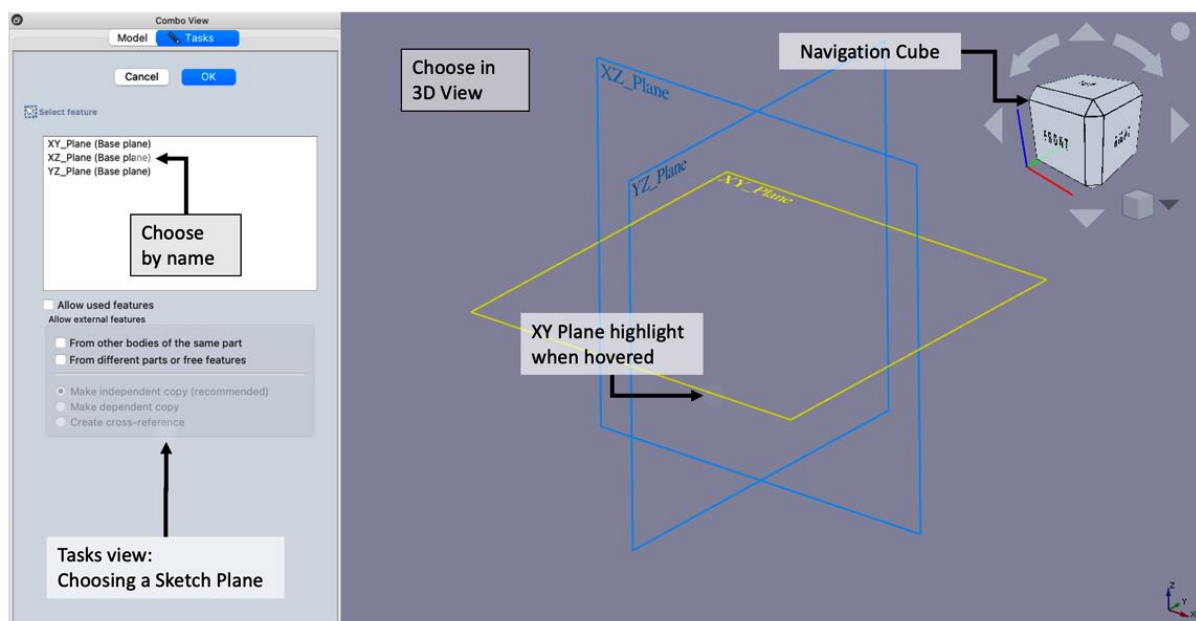 Combo View
Model
Tasks
Cancel
OK
Select feature
XY_Plane (Base plane)
XZ_Plane (Base plane)
YZ_Plane (Base plane)
Choose
by name
Allow used features
Allow external features
From other bodies of the same part
From different parts or free features
Make independent copy (recommended)
Make dependent copy
Create cross-reference
Tasks view:
Choosing a Sketch Plane
Choose in
3D View
XZ_Plane
YZ_Plane
XY_Plane
XY Plane highlight
when hovered
Navigation Cube
FRONT
RIGHT
Z
Y
X